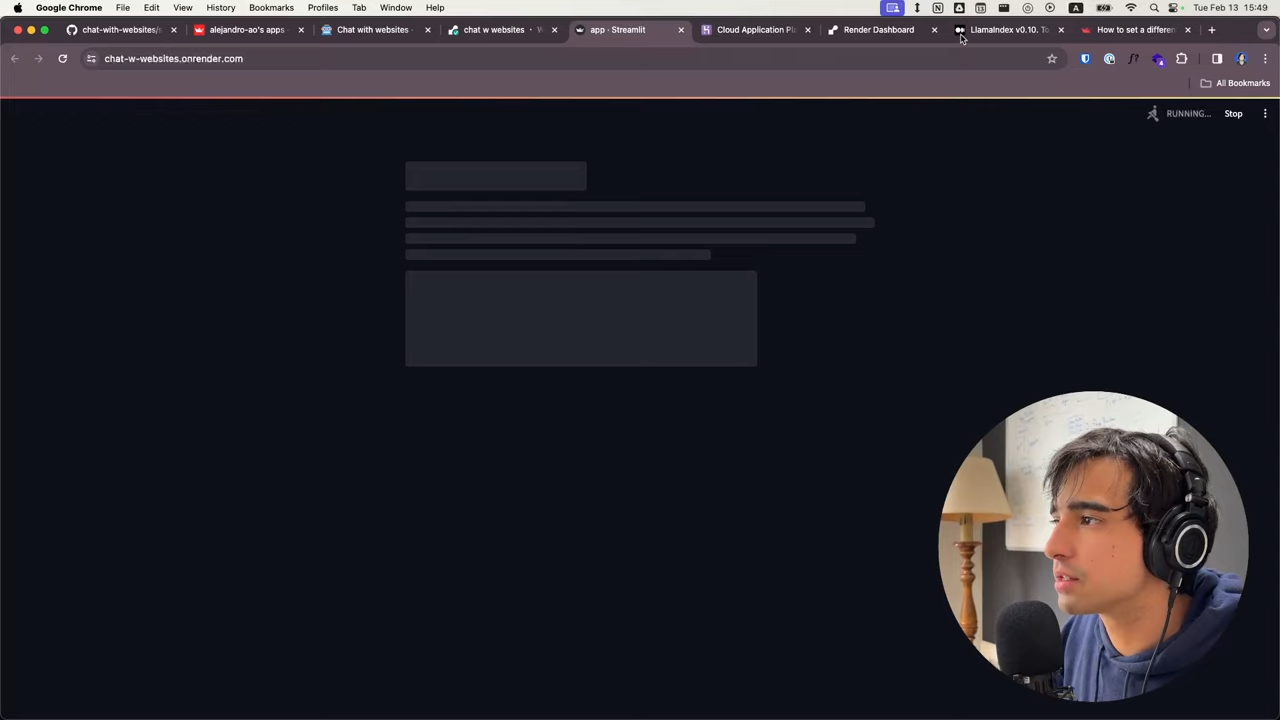 Google Chrome File Edit View History Bookmarks Profiles Tab Window Help Tue Feb 13 15:49
chat-with-websites/s alejandro-ao's apps Chat with websites · chat w websites · app · Streamlit Cloud Application Pl Render Dashboard LlamaIndex v0.10. To How to set a differen
chat-w-websites.onrender.com
All Bookmarks
RUNNING... Stop